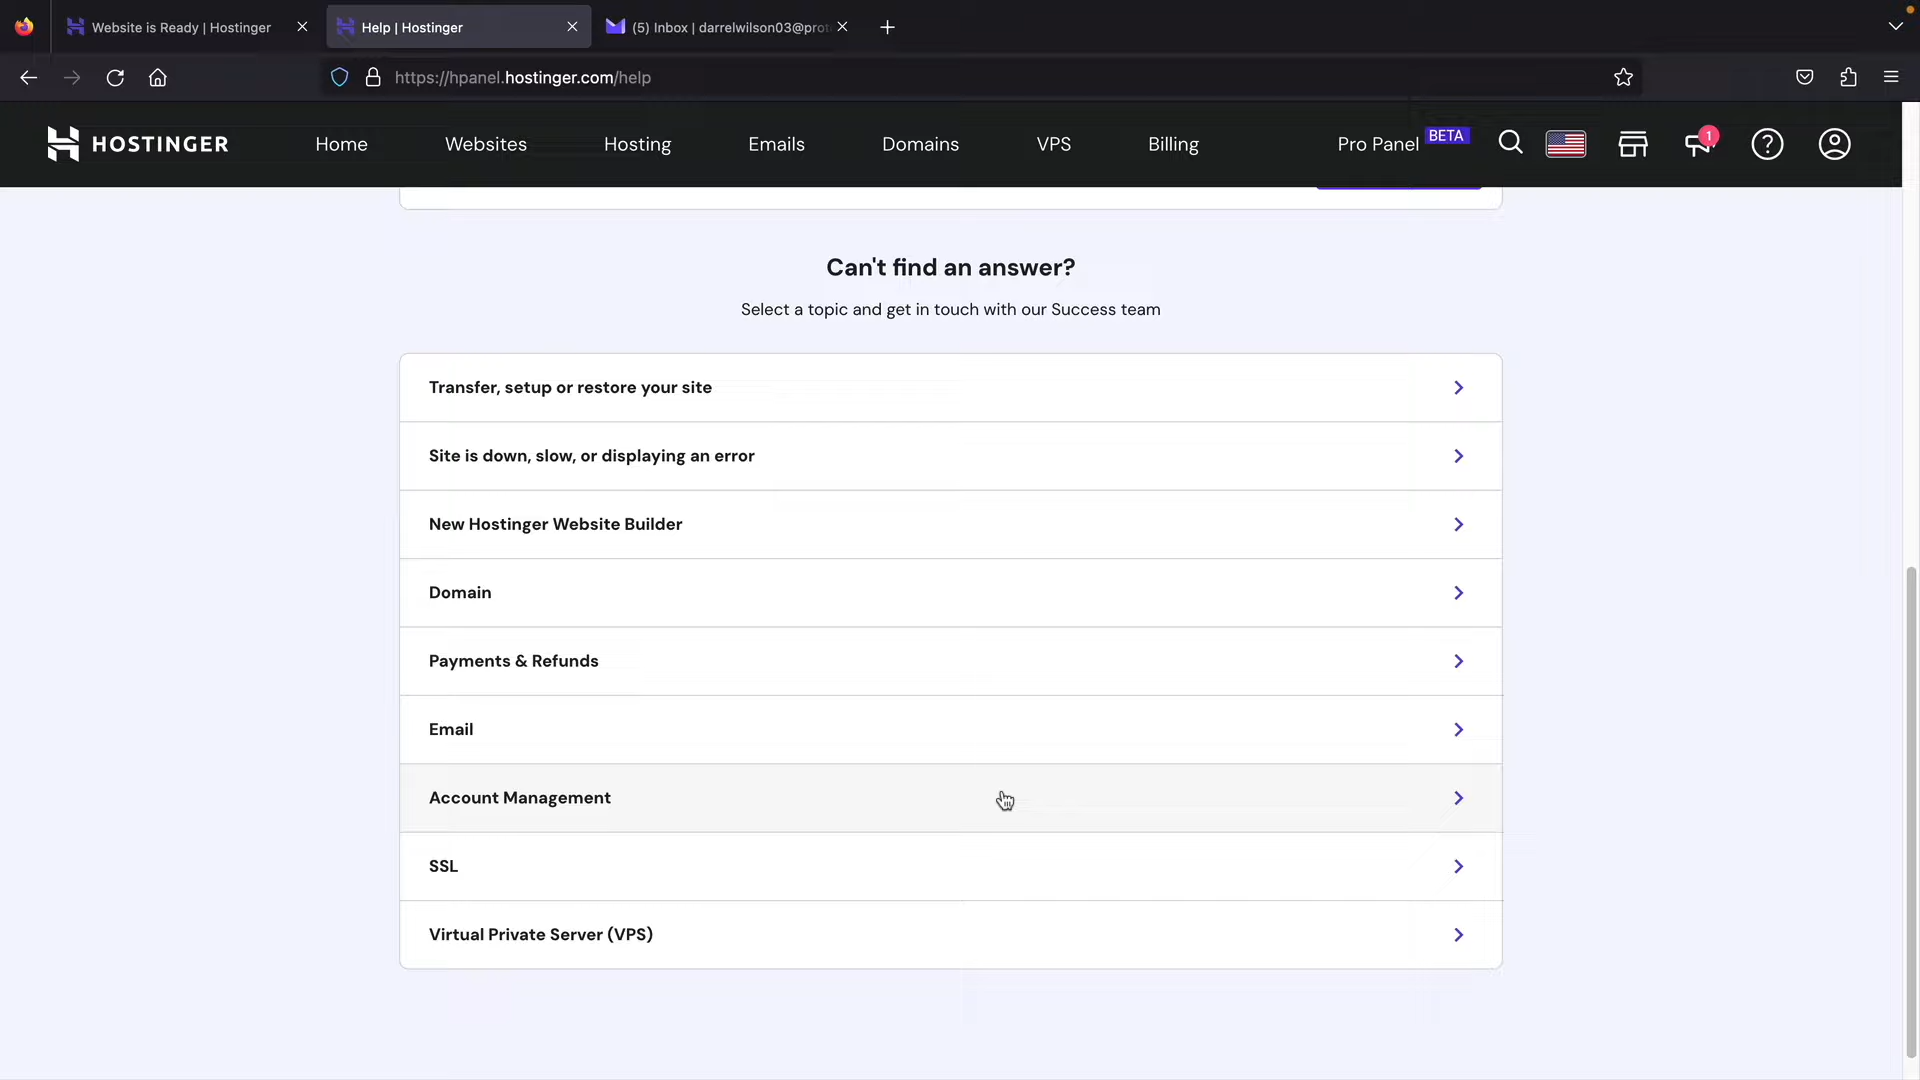 Website is Ready | Hostinger
Help | Hostinger
(5) Inbox | darrelwilson03@prot
https://hpanel.hostinger.com/help
HOSTINGER
Home
Websites
Hosting
Emails
Domains
VPS
Billing
Pro Panel
BETA
1
Can't find an answer?
Select a topic and get in touch with our Success team
Transfer, setup or restore your site
Site is down, slow, or displaying an error
New Hostinger Website Builder
Domain
Payments & Refunds
Email
Account Management
SSL
Virtual Private Server (VPS)